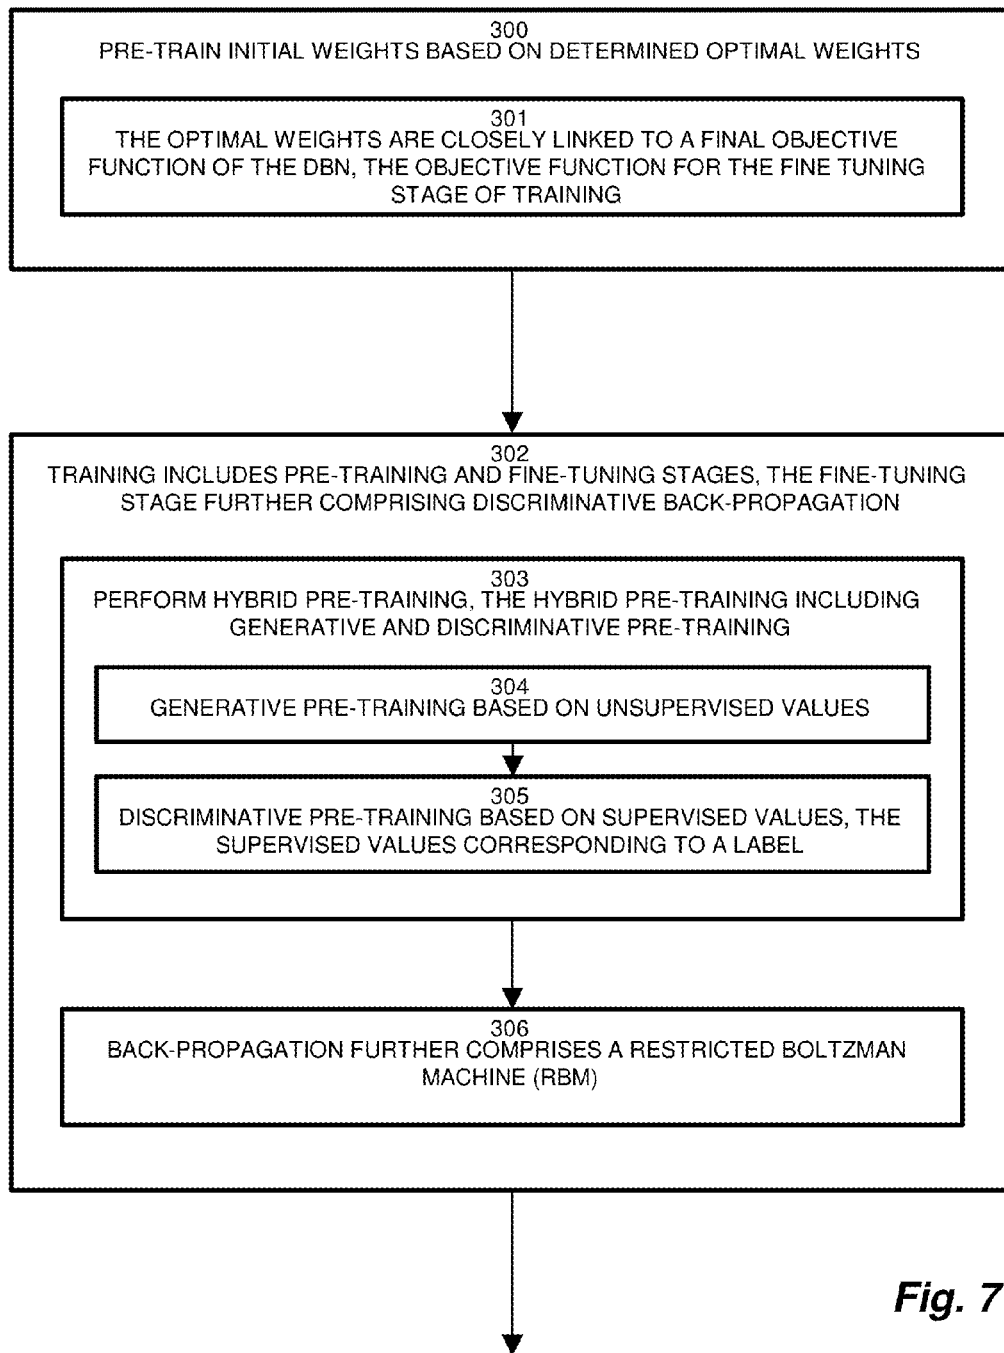 300
PRE-TRAIN INITIAL WEIGHTS BASED ON DETERMINED OPTIMAL WEIGHTS
301
THE OPTIMAL WEIGHTS ARE CLOSELY LINKED TO A FINAL OBJECTIVE
FUNCTION OF THE DBN, THE OBJECTIVE FUNCTION FOR THE FINE TUNING
STAGE OF TRAINING
302
TRAINING INCLUDES PRE-TRAINING AND FINE-TUNING STAGES, THE FINE-TUNING
STAGE FURTHER COMPRISING DISCRIMINATIVE BACK-PROPAGATION
303
PERFORM HYBRID PRE-TRAINING, THE HYBRID PRE-TRAINING INCLUDING
GENERATIVE AND DISCRIMINATIVE PRE-TRAINING
304
GENERATIVE PRE-TRAINING BASED ON UNSUPERVISED VALUES
305
DISCRIMINATIVE PRE-TRAINING BASED ON SUPERVISED VALUES, THE
SUPERVISED VALUES CORRESPONDING TO A LABEL
306
BACK-PROPAGATION FURTHER COMPRISES A RESTRICTED BOLTZMAN
MACHINE (RBM)
Fig. 7